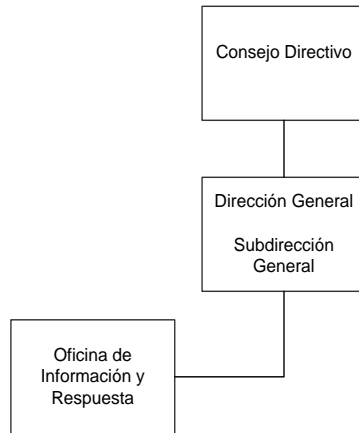 Consejo Directivo
Dirección General
Subdirección
General
Oficina de
Información y
Respuesta